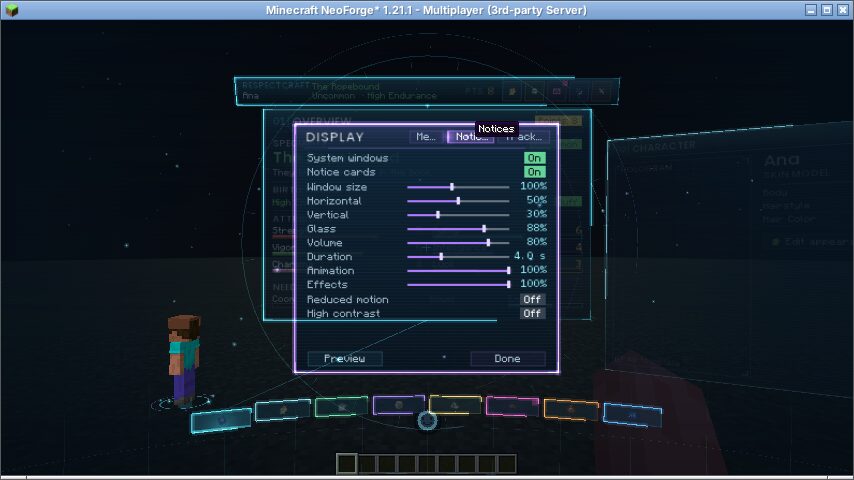 Minecraft NeoForge* 1.21.1 - Multiplayer (3rd-party Server)
RESPECTCRAFT
The Ropebound
Ana
Uncommon · High Endurance
OVERVIEW
Notices
DISPLAY
Me...
Notic...
Track...
CHARACTER
System windows On
Notice cards On
Window size 100%
Horizontal 50%
Vertical 30%
Glass 88%
Volume 80%
Duration 4.0 s
Animation 100%
Effects 100%
Reduced motion Off
High contrast Off
Preview
Done
Ana
SKIN MODEL
Body
Hairstyle
Hair Color